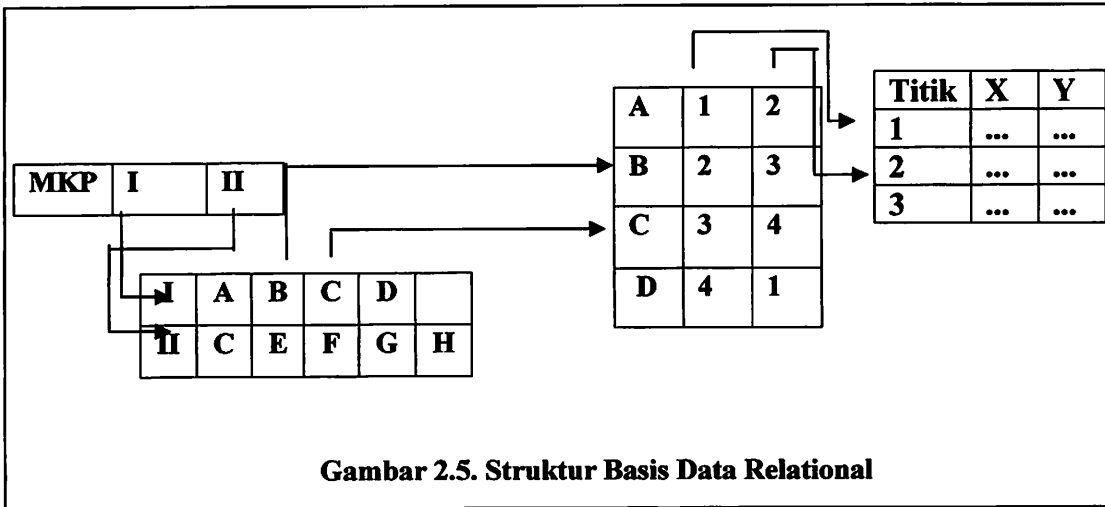 MKP I II
I A B C D
II C E F G H
A 1 2
B 2 3
C 3 4
D 4 1
Titik X Y
1 ... ...
2 ... ...
3 ... ...
Gambar 2.5. Struktur Basis Data Relational